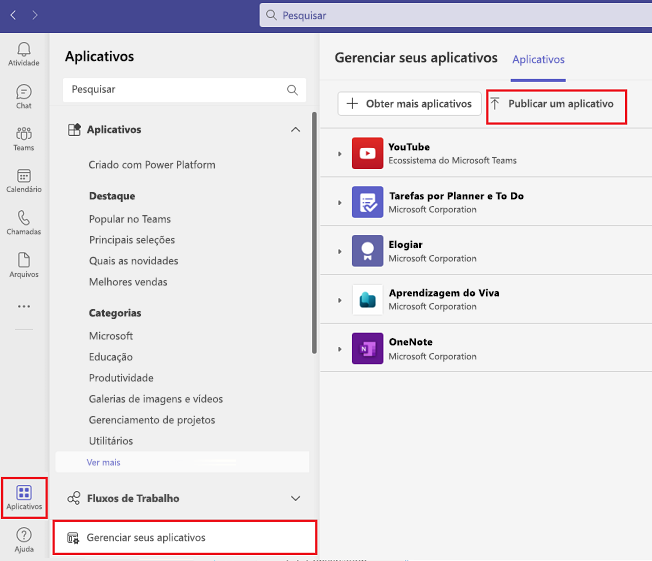 Pesquisar
Atividade
Chat
Teams
Calendário
Chamadas
Arquivos
Aplicativos
Ajuda
Aplicativos
Pesquisar
Aplicativos
Criado com Power Platform
Destaque
Popular no Teams
Principais seleções
Quais as novidades
Melhores vendas
Categorias
Microsoft
Educação
Produtividade
Galerias de imagens e vídeos
Gerenciamento de projetos
Utilitários
Ver mais
Fluxos de Trabalho
Gerenciar seus aplicativos
Gerenciar seus aplicativos Aplicativos
Obter mais aplicativos Publicar um aplicativo
YouTube
Ecossistema do Microsoft Teams
Tarefas por Planner e To Do
Microsoft Corporation
Elogiar
Microsoft Corporation
Aprendizagem do Viva
Microsoft Corporation
OneNote
Microsoft Corporation